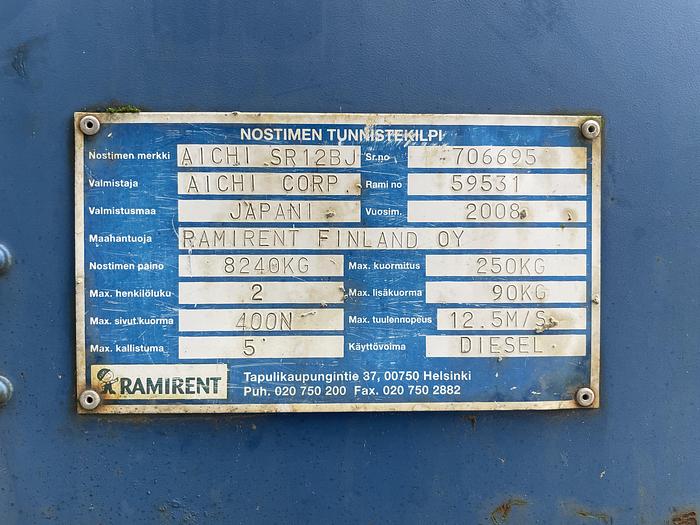 NOSTIMEN TUNNISTEKILPI
Nostimen merkki AICHI SR12BJ Sr.no 706695
Valmistaja AICHI CORP. Rami no 59531
Valmistusmaa JAPANI Vuosim. 2008
Maahantuoja RAMIRENT FINLAND OY
Nostimen paino 8240KG Max. kuormitus 250KG
Max. henkilöluku 2 Max. lisäkuorma 90KG
Max. sivut.kuorma 400N Max. tuulennopeus 12.5M/S
Max. kallistuma 5° Käyttövoima DIESEL
RAMIRENT Tapulikaupungintie 37, 00750 Helsinki
Puh. 020 750 200 Fax. 020 750 2882